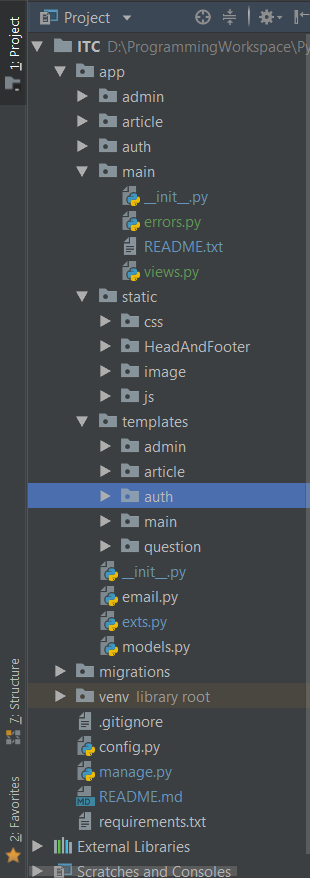 Project
1: Project
ITC D:\ProgrammingWorkspace\Py
app
admin
article
auth
main
__init__.py
errors.py
README.txt
views.py
static
css
HeadAndFooter
image
js
templates
admin
article
auth
main
question
__init__.py
email.py
exts.py
models.py
migrations
venv library root
.gitignore
config.py
manage.py
MD README.md
requirements.txt
External Libraries
Scratches and Consoles
7: Structure
2: Favorites